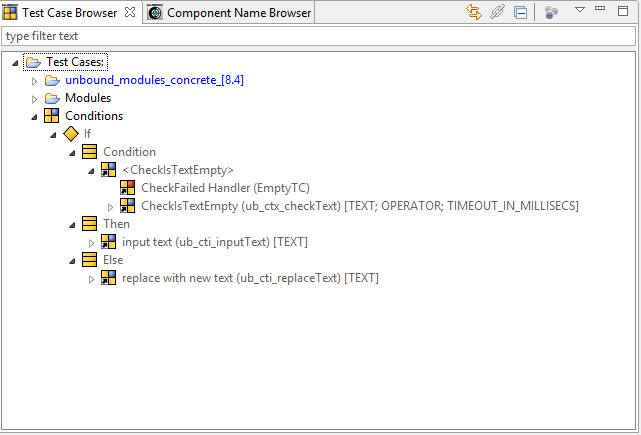 Test Case Browser
Component Name Browser
type filter text
Test Cases:
unbound_modules_concrete_[8.4]
Modules
Conditions
If
Condition
<CheckIsTextEmpty>
CheckFailed Handler (EmptyTC)
CheckIsTextEmpty (ub_ctx_checkText) [TEXT; OPERATOR; TIMEOUT_IN_MILLISECS]
Then
input text (ub_cti_inputText) [TEXT]
Else
replace with new text (ub_cti_replaceText) [TEXT]